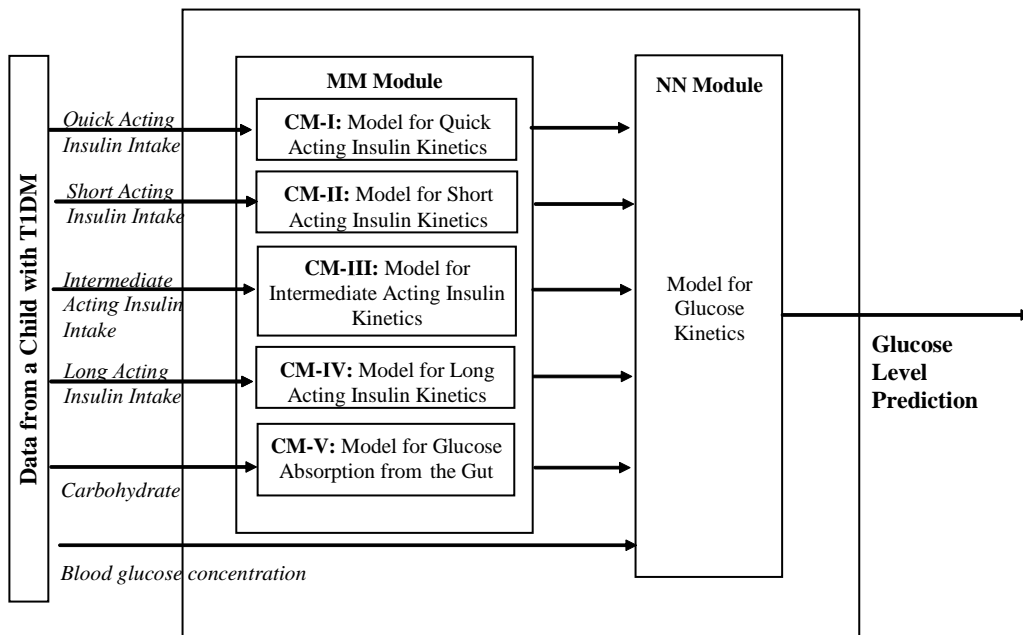 Data from a Child with T1DM
Quick Acting
Insulin Intake
Short Acting
Insulin Intake
Intermediate
Acting Insulin
Intake
Long Acting
Insulin Intake
Carbohydrate
Blood glucose concentration
MM Module
CM-I: Model for Quick
Acting Insulin Kinetics
CM-II: Model for Short
Acting Insulin Kinetics
CM-III: Model for
Intermediate Acting Insulin
Kinetics
CM-IV: Model for Long
Acting Insulin Kinetics
CM-V: Model for Glucose
Absorption from the Gut
NN Module
Model for
Glucose
Kinetics
Glucose
Level
Prediction